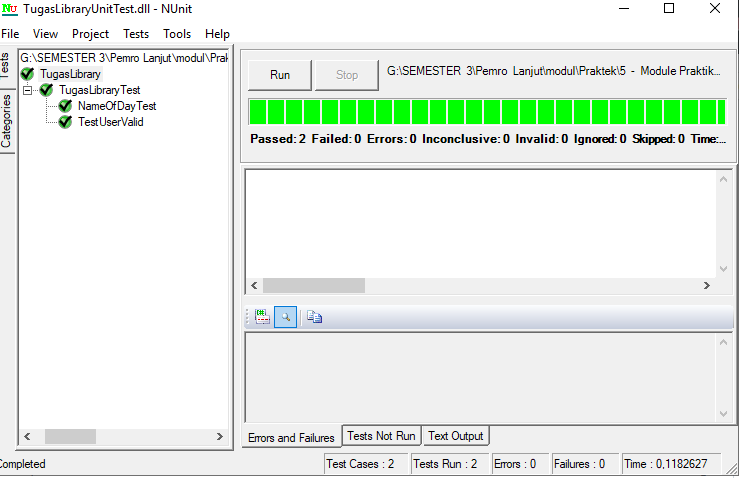 TugasLibraryUnitTest.dll - NUnit
File View Project Tests Tools Help
Tests
Categories
G:\SEMESTER 3\Pemro Lanjut\modul\Prak
TugasLibrary
TugasLibraryTest
NameOfDayTest
TestUserValid
Run Stop G:\SEMESTER 3\Pemro Lanjut\modul\Praktek\5 - Module Praktik...
Passed: 2 Failed: 0 Errors: 0 Inconclusive: 0 Invalid: 0 Ignored: 0 Skipped: 0 Time:...
Errors and Failures Tests Not Run Text Output
Completed Test Cases : 2 Tests Run : 2 Errors : 0 Failures : 0 Time : 0,1182627